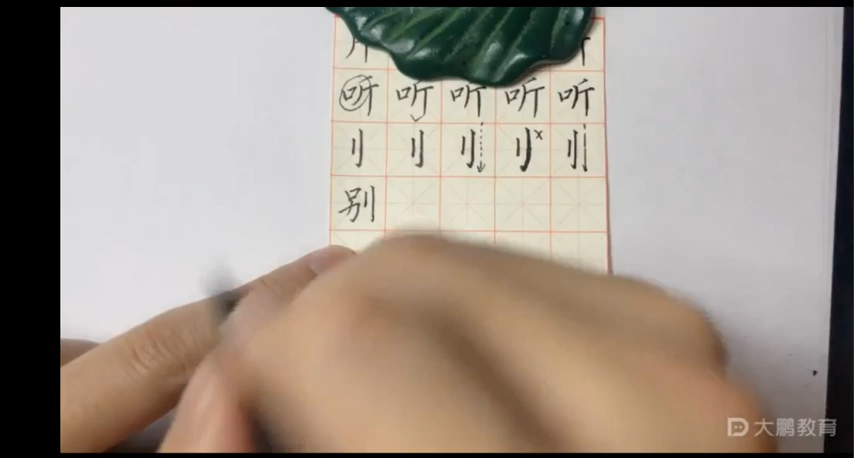 听 听 听 听 听
刂 刂 刂 刂× 刂
别
大鹏教育